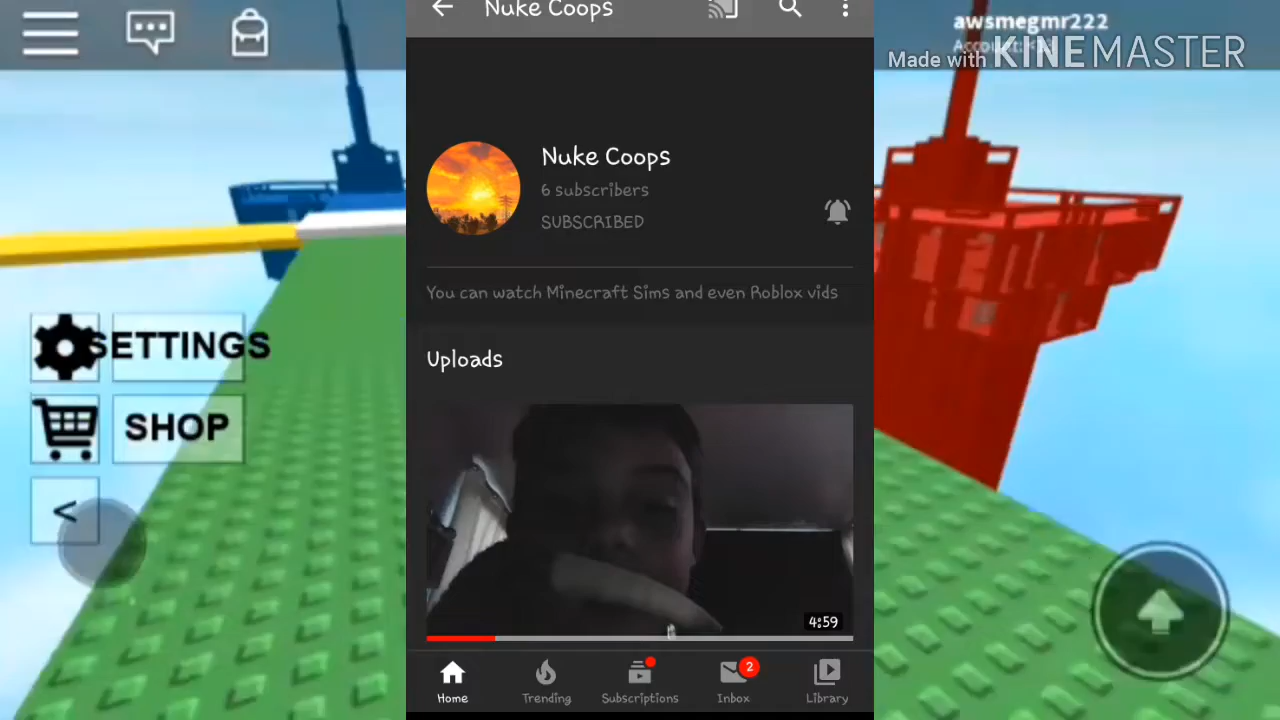 Nuke Coops
awsmegmr222
Made with KINEMASTER
Nuke Coops
6 subscribers
SUBSCRIBED
You can watch Minecraft Sims and even Roblox vids
SETTINGS
Uploads
SHOP
<
4:59
Home
Trending
Subscriptions
2
Inbox
Library